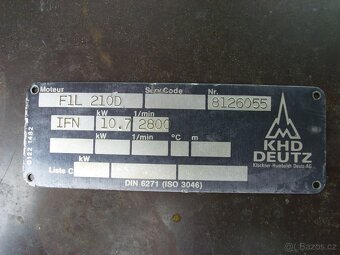 Moteur Serv.Code Nr.
F1L 210D 8126055
kW 1/min
IFN 10.7 2800
kW 1/min °C m
kW
Liste C
DIN 6271 (ISO 3046)
KHD
DEUTZ
Klöckner-Humboldt-Deutz AG
0122 1482
bazos.cz